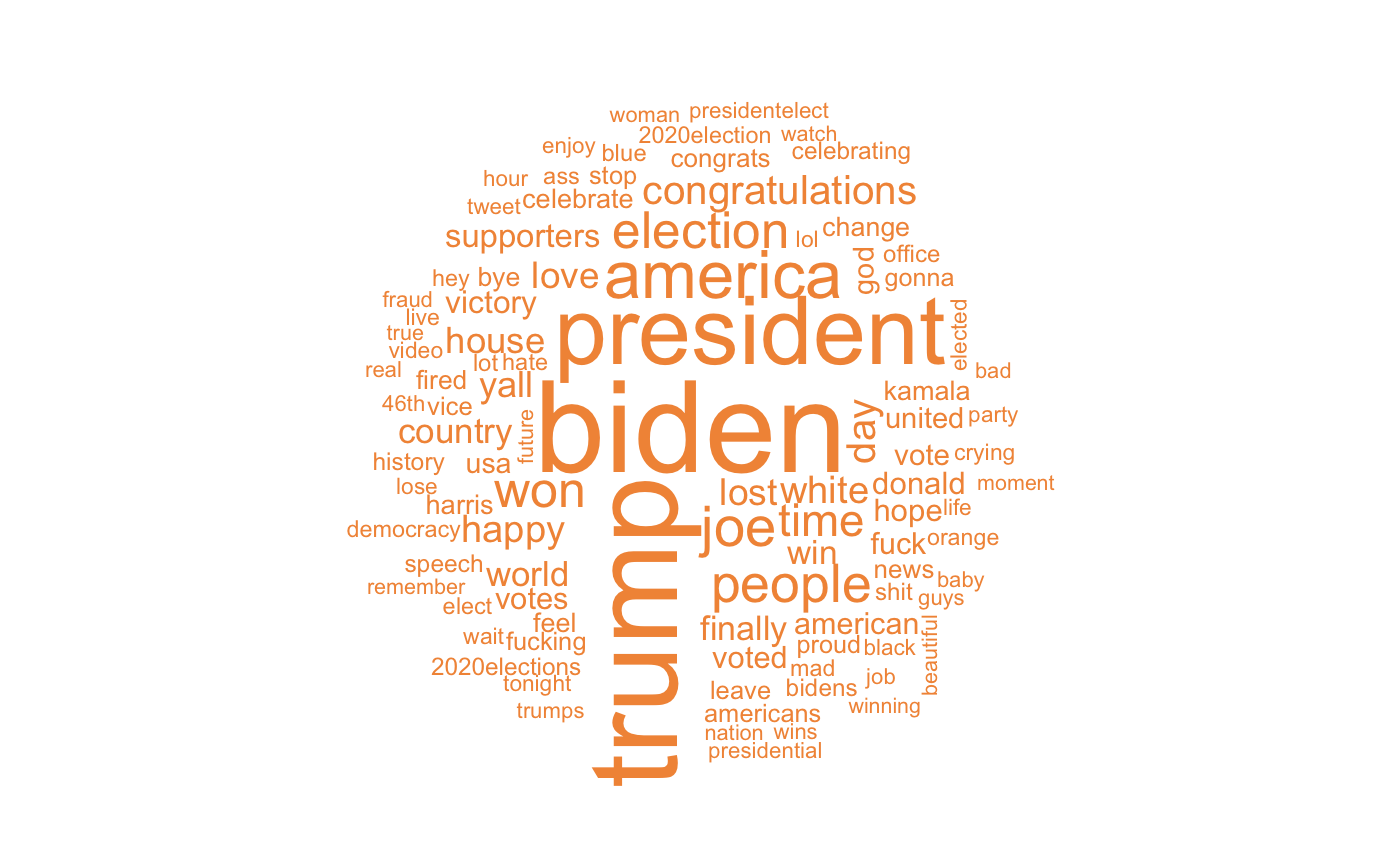 woman presidentelect
2020election watch
enjoy blue congrats celebrating
hour ass stop congratulations
tweet celebrate
supporters election lol change
god office
hey bye love america gonna
fraud victory
live president elected
true
video house
real lot hate bad
fired yall kamala
46th vice biden day united party
country future
history usa vote crying
lose won lost white donald moment
harris joe time hope life
democracy happy trump win fuck orange
speech world people news baby
remember votes shit guys
elect feel finally american beautiful
wait fucking voted proud black
2020elections mad job
tonight leave bidens
trumps americans winning
nation wins
presidential